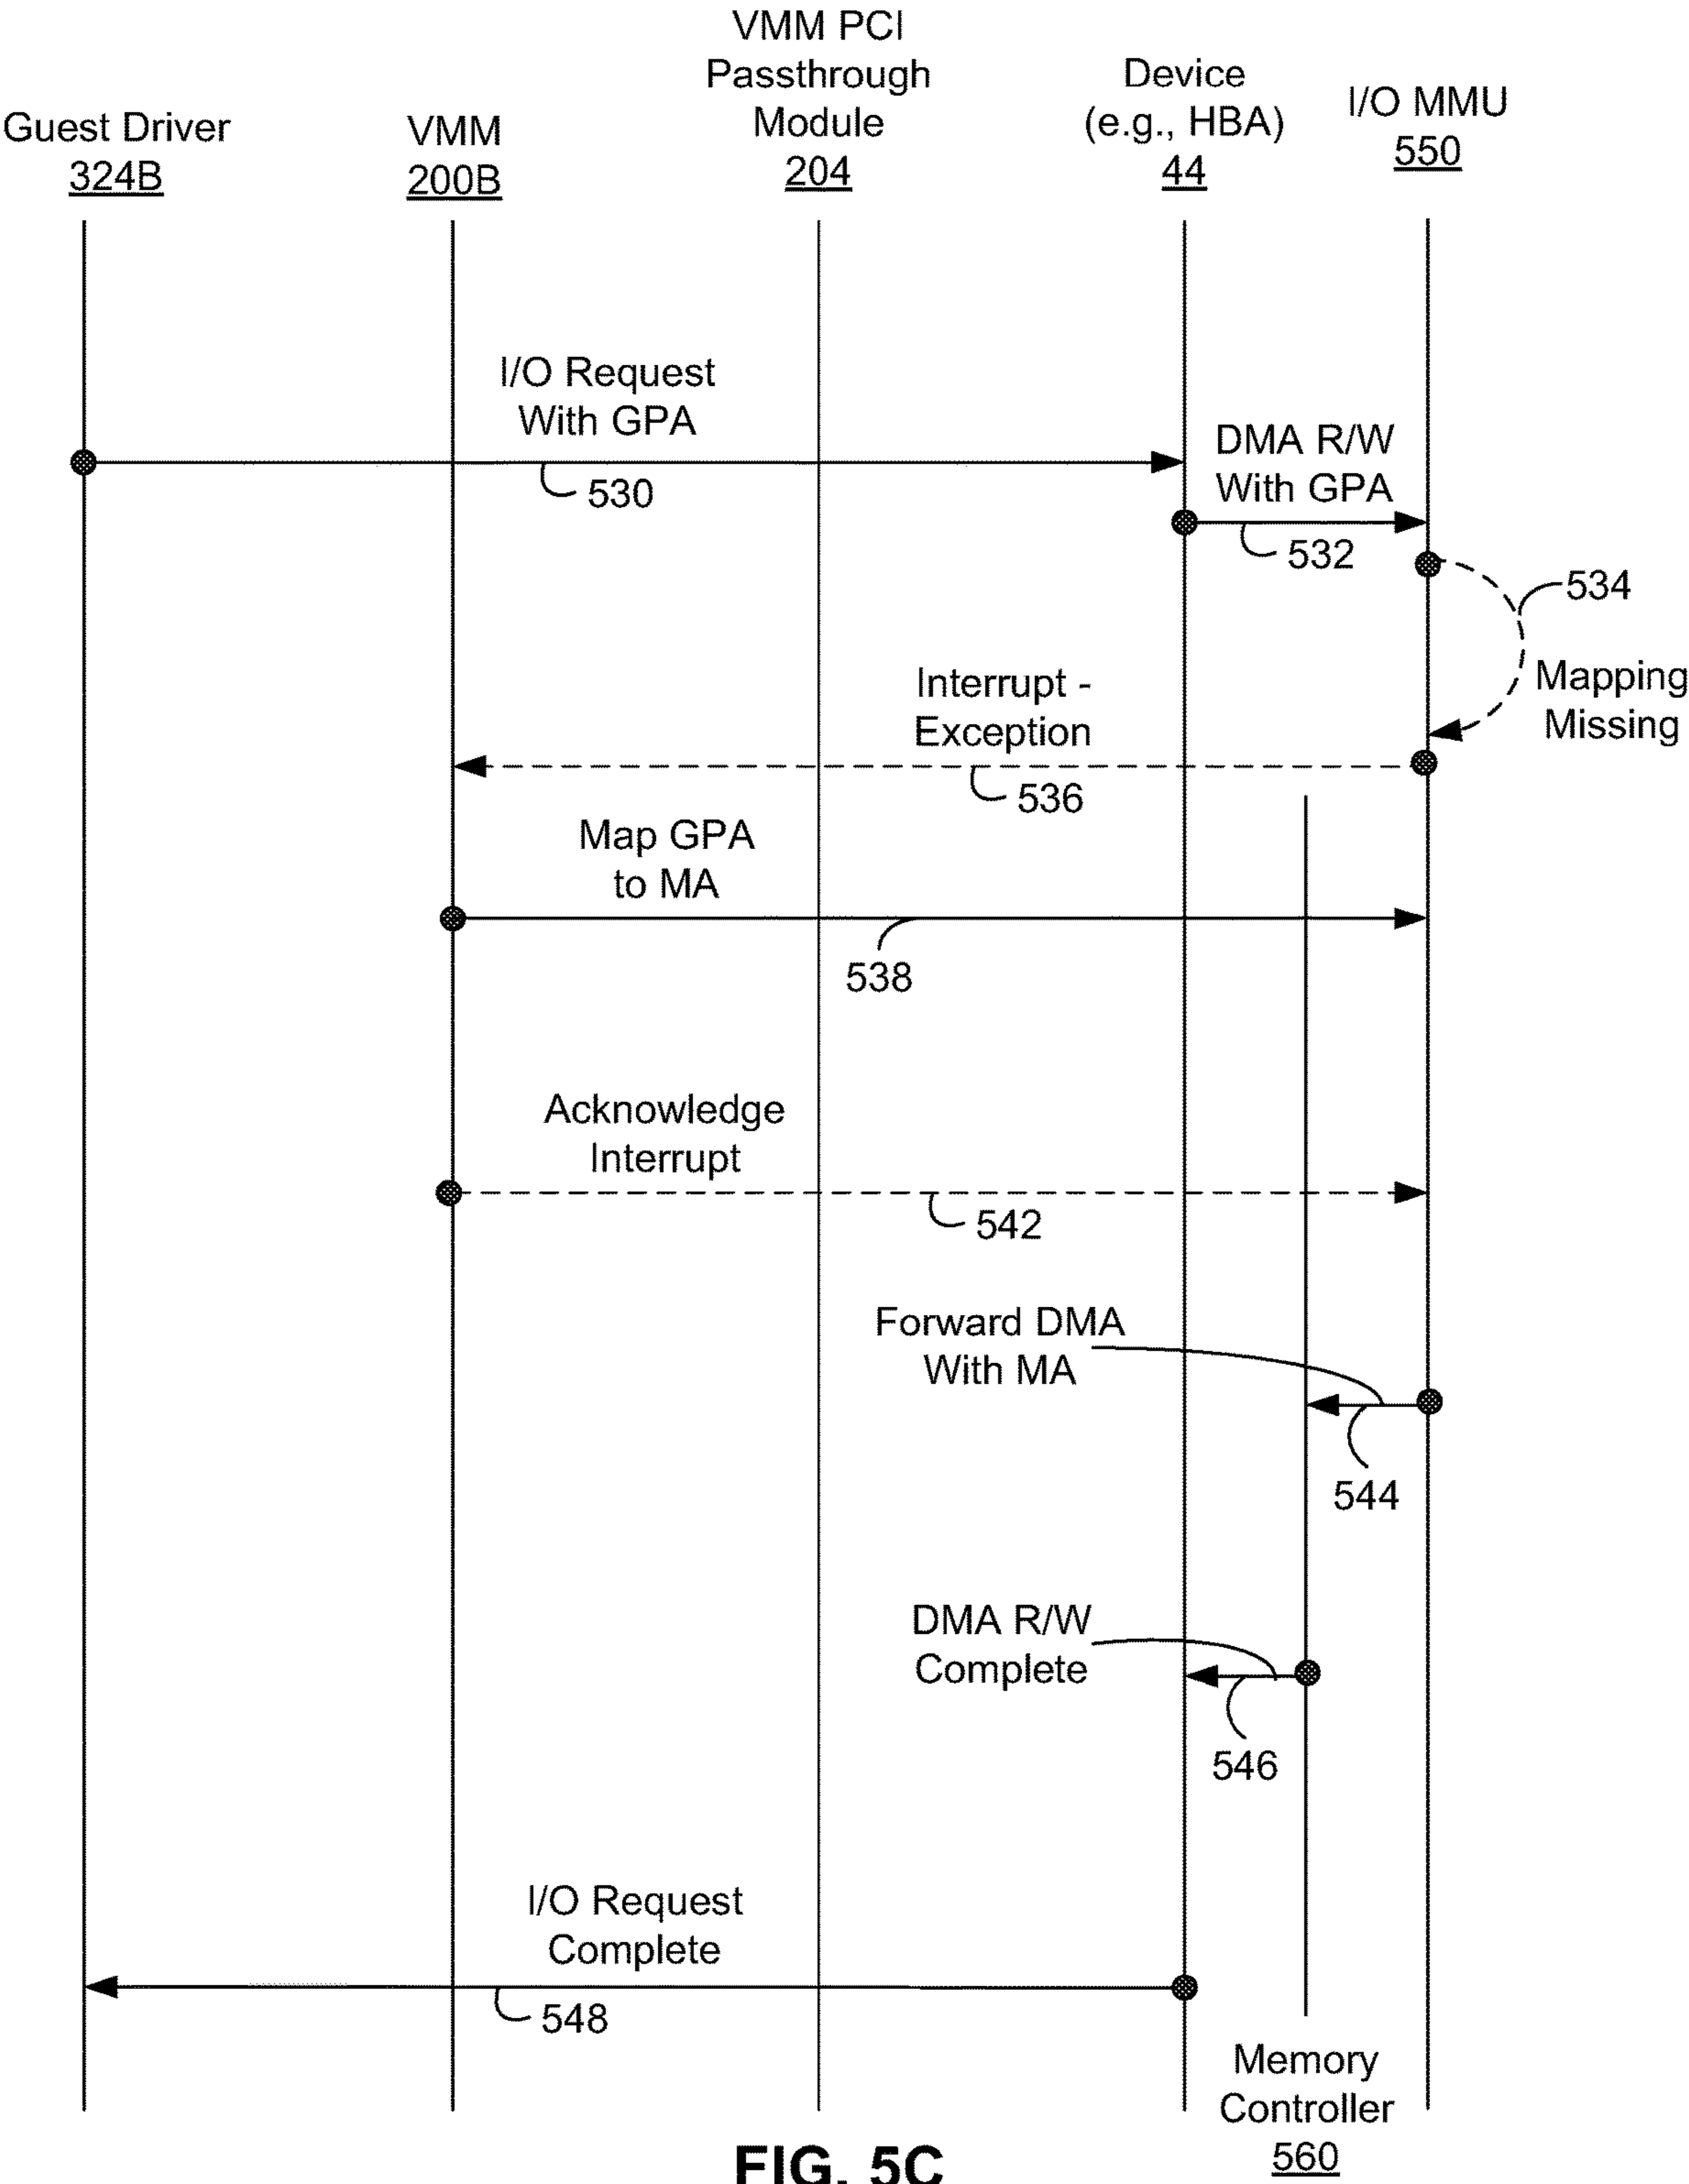 VMM PCI
Passthrough
Module
204
Device
(e.g., HBA)
44
I/O MMU
550
Guest Driver
324B
VMM
200B
I/O Request
With GPA
530
DMA R/W
With GPA
532
534
Mapping
Missing
Interrupt -
Exception
536
Map GPA
to MA
538
Acknowledge
Interrupt
542
Forward DMA
With MA
544
DMA R/W
Complete
546
I/O Request
Complete
548
Memory
Controller
560
FIG. 5C